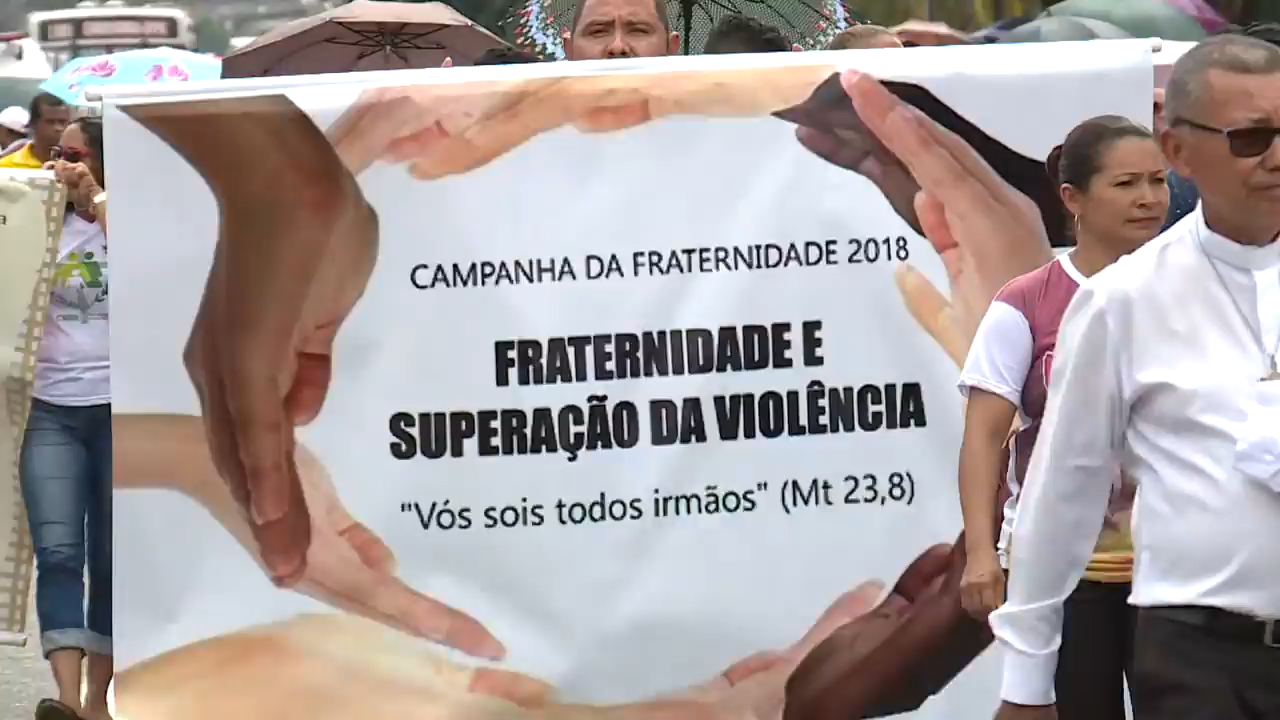 CAMPANHA DA FRATERNIDADE 2018
FRATERNIDADE E
SUPERAÇÃO DA VIOLÊNCIA
"Vós sois todos irmãos" (Mt 23,8)